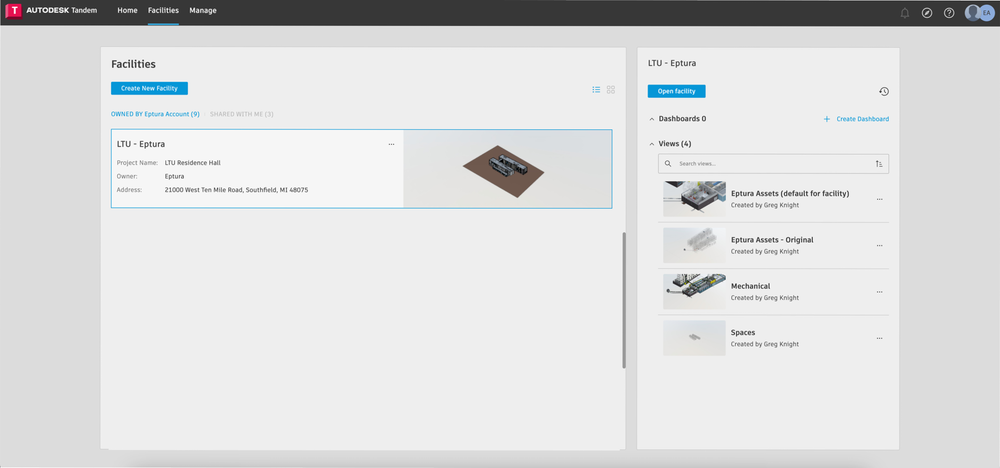 T AUTODESK Tandem Home Facilities Manage EA
Facilities
Create New Facility
OWNED BY Eptura Account (9) SHARED WITH ME (3)
LTU - Eptura
Project Name: LTU Residence Hall
Owner: Eptura
Address: 21000 West Ten Mile Road, Southfield, MI 48075
LTU - Eptura
Open facility
Dashboards 0 + Create Dashboard
Views (4)
Search views...
Eptura Assets (default for facility)
Created by Greg Knight
Eptura Assets - Original
Created by Greg Knight
Mechanical
Created by Greg Knight
Spaces
Created by Greg Knight